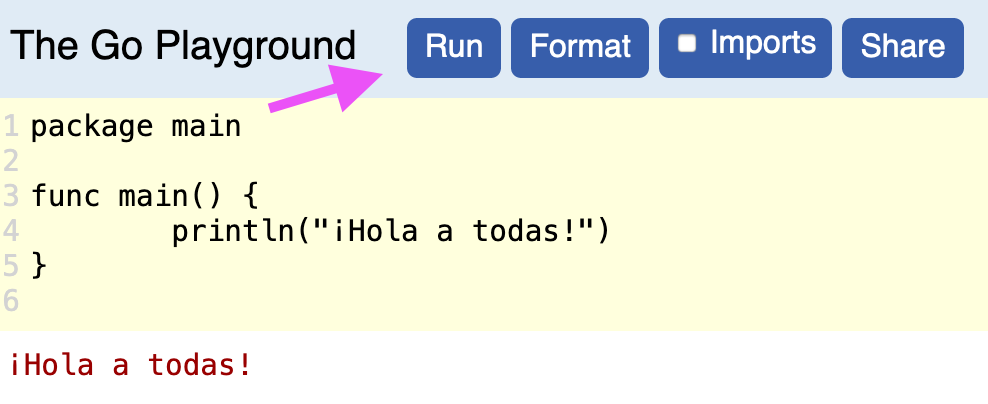 The Go Playground Run Format Imports Share
1 package main
2
3 func main() {
4         println("¡Hola a todas!")
5 }
6
¡Hola a todas!